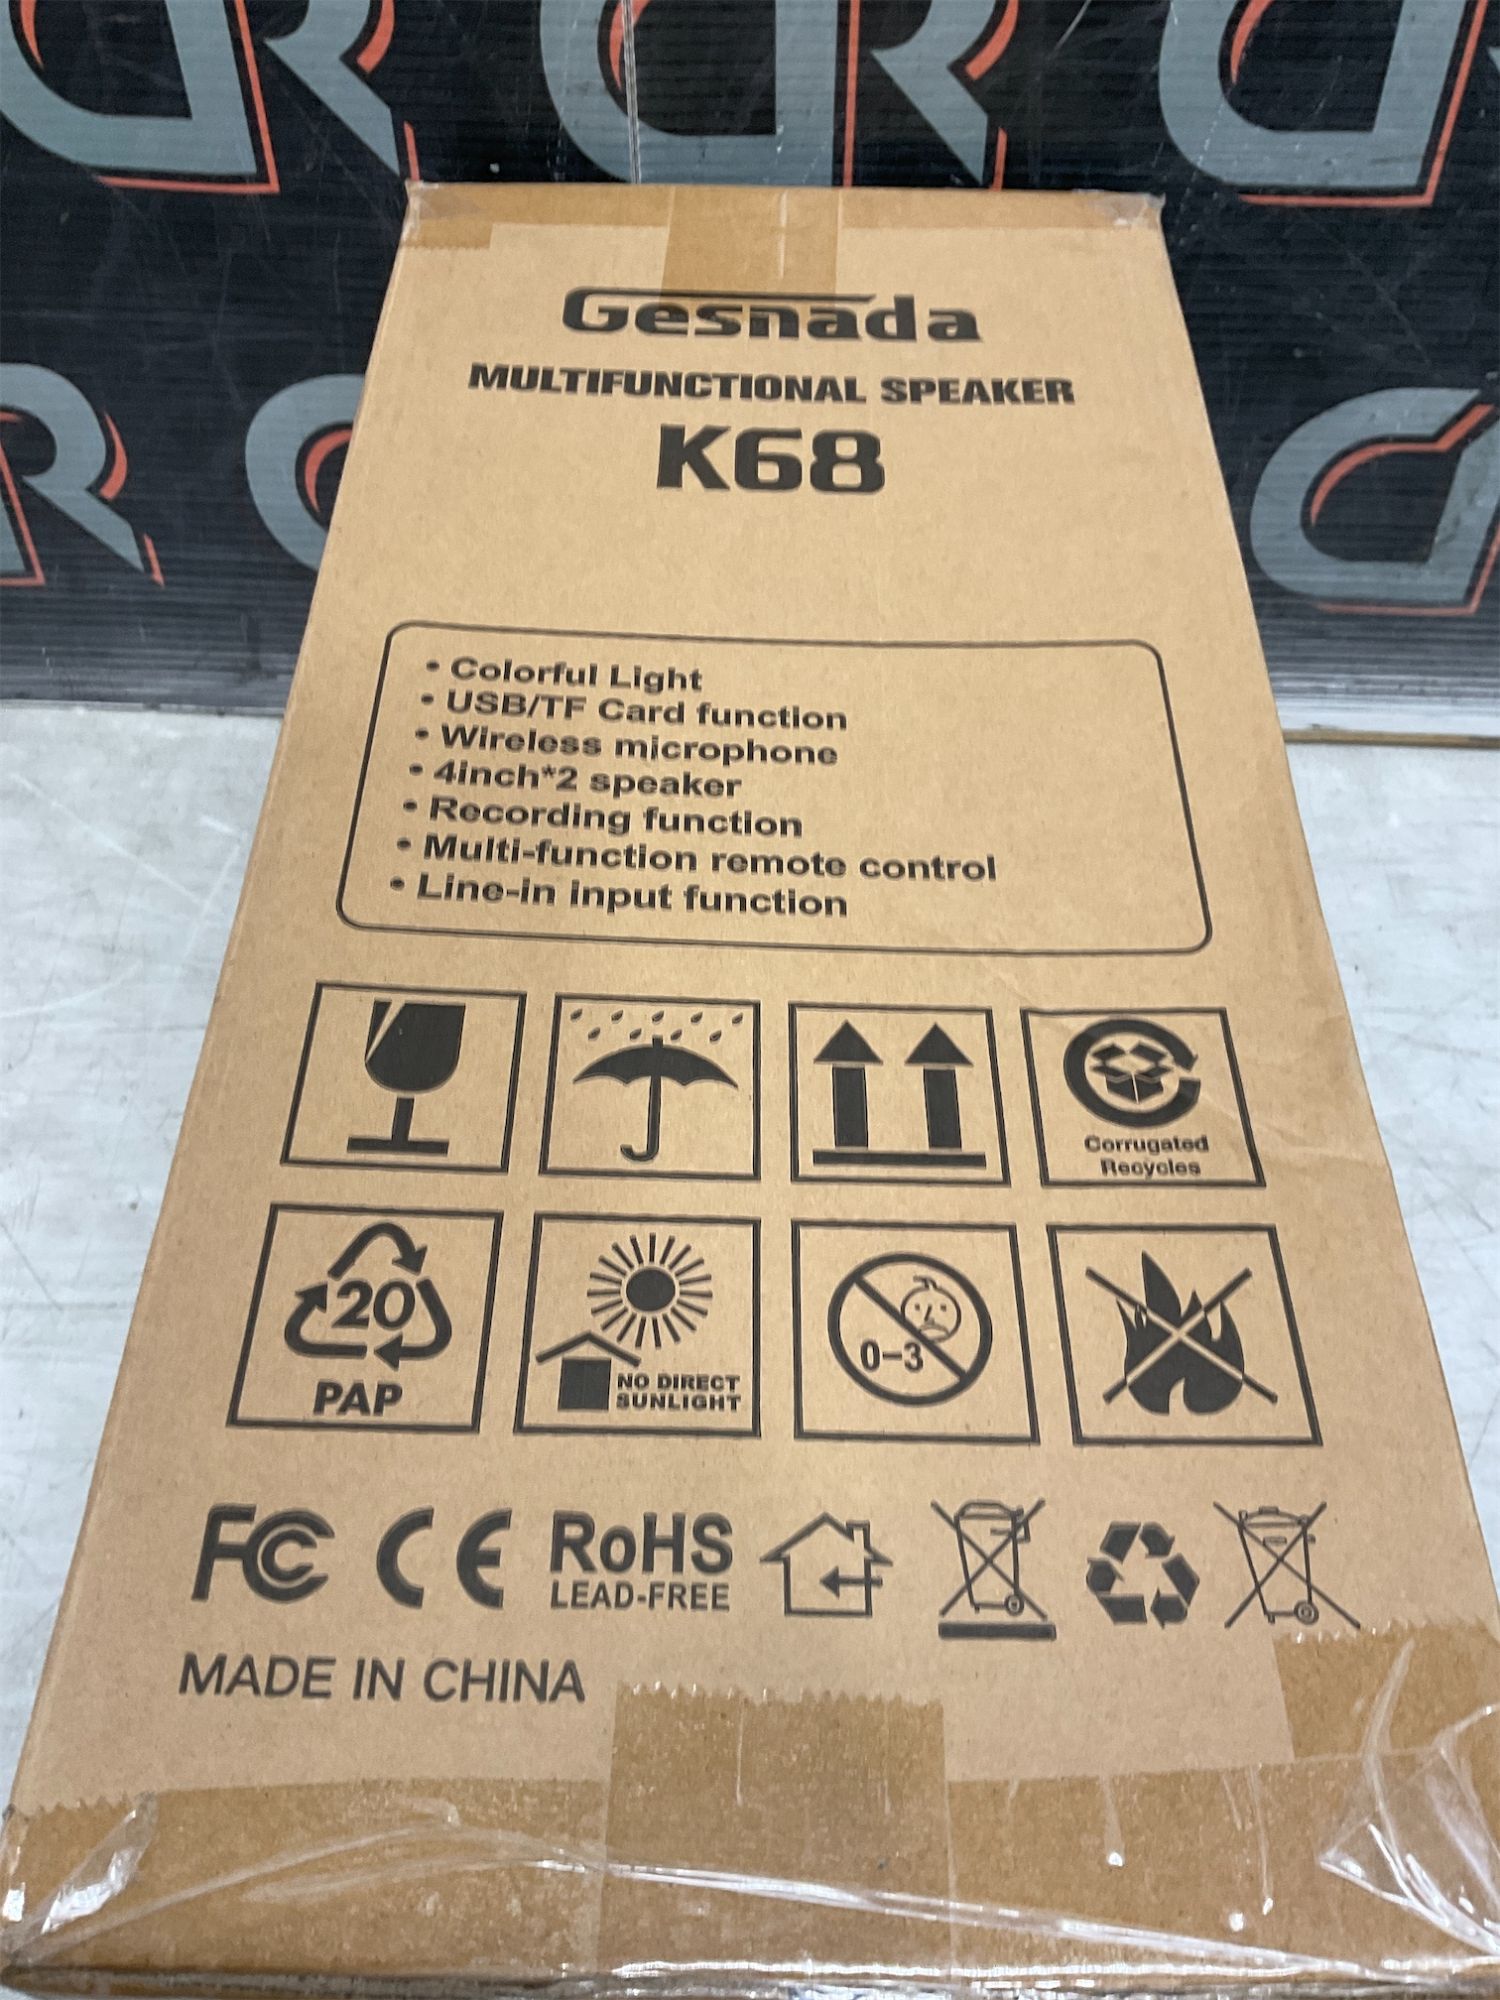 Gesnada
MULTIFUNCTIONAL SPEAKER
K68
• Colorful Light
• USB/TF Card function
• Wireless microphone
• 4inch*2 speaker
• Recording function
• Multi-function remote control
• Line-in input function
Corrugated
Recycles
20
PAP
NO DIRECT
SUNLIGHT
0-3
FC CE RoHS
LEAD-FREE
MADE IN CHINA